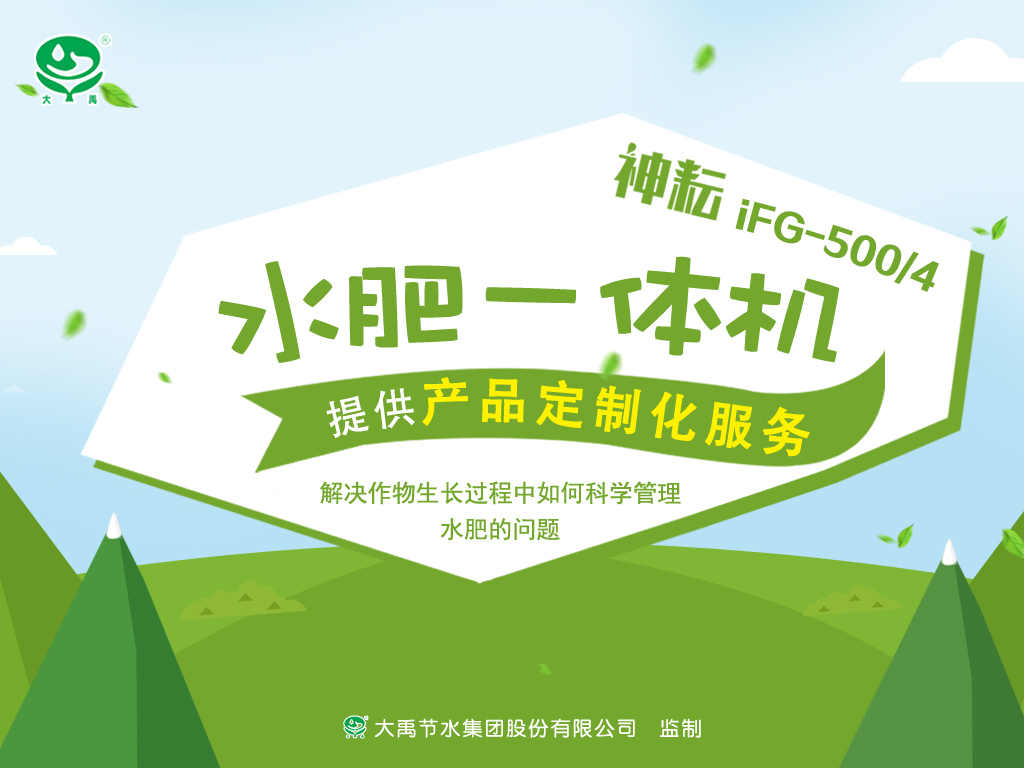 大禹
神耘 iFG-500/4
水肥一体机
提供产品定制化服务
解决作物生长过程中如何科学管理
水肥的问题
大禹节水集团股份有限公司 监制